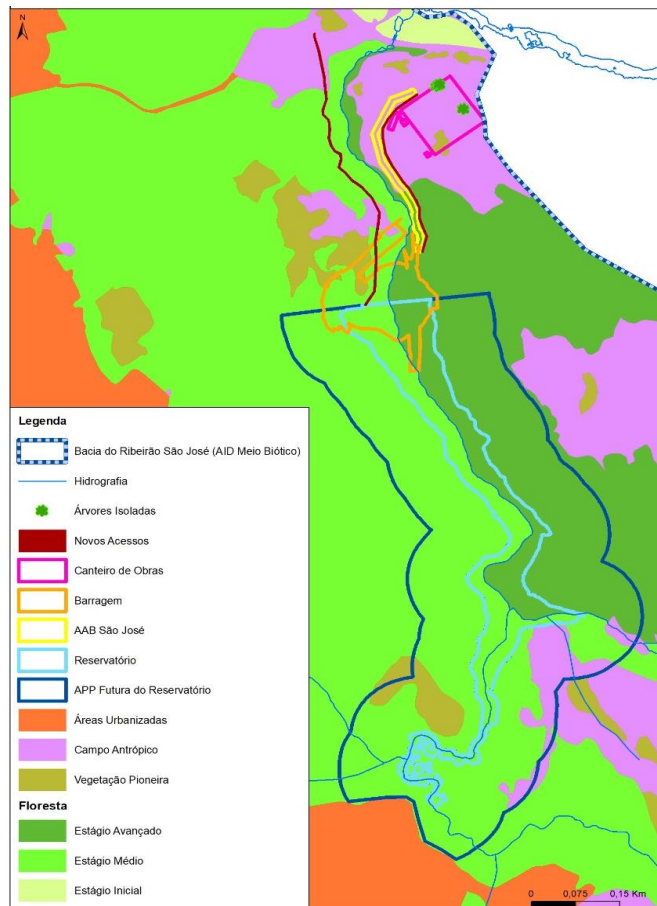 N
Legenda
Bacia do Ribeirão São José (AID Meio Biótico)
Hidrografia
Árvores Isoladas
Novos Acessos
Canteiro de Obras
Barragem
AAB São José
Reservatório
APP Futura do Reservatório
Áreas Urbanizadas
Campo Antrópico
Vegetação Pioneira
Floresta
Estágio Avançado
Estágio Médio
Estágio Inicial
0 0,075 0,15 Km